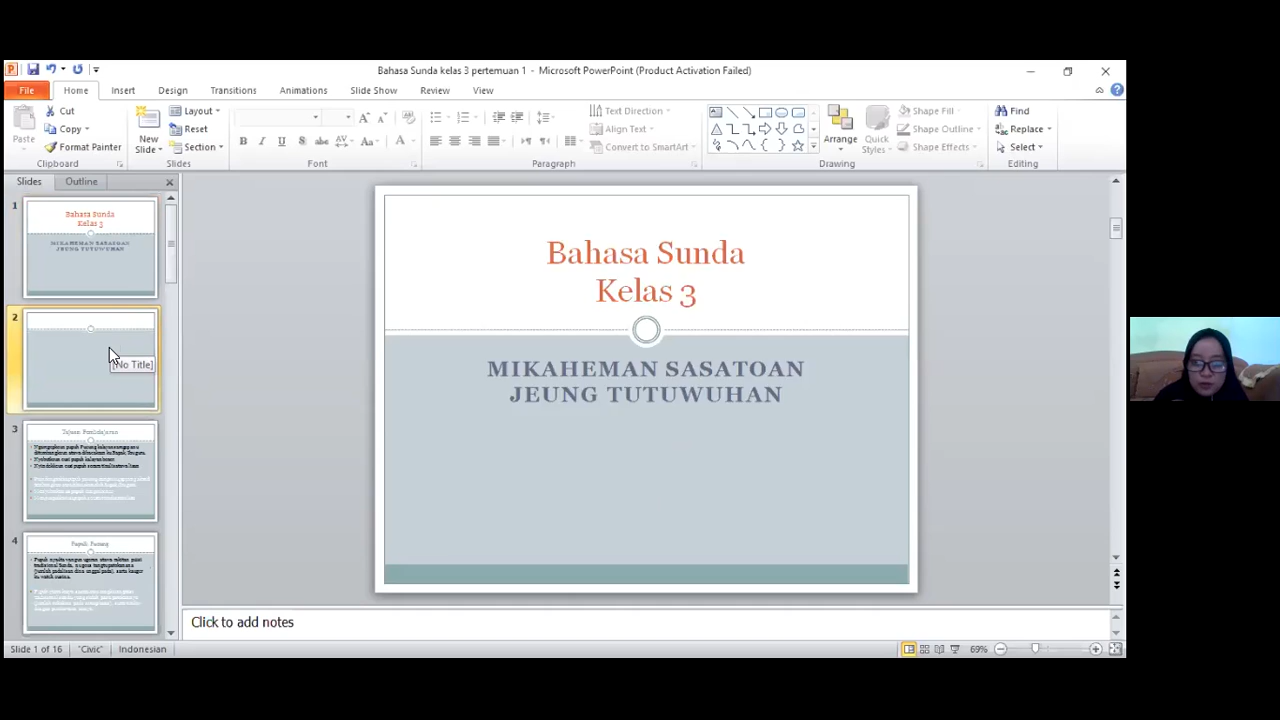 Bahasa Sunda kelas 3 pertemuan 1 - Microsoft PowerPoint (Product Activation Failed)
File Home Insert Design Transitions Animations Slide Show Review View
Cut
Copy
Format Painter
Paste
Clipboard
New
Slide
Layout
Reset
Section
Slides
Font
Text Direction
Align Text
Convert to SmartArt
Paragraph
Arrange
Quick
Styles
Shape Fill
Shape Outline
Shape Effects
Drawing
Find
Replace
Select
Editing
Slides Outline
1
Bahasa Sunda
Kelas 3
MIKAHEMAN SASATOAN
JEUNG TUTUWUHAN
2
[No Title]
3
4
Bahasa Sunda
Kelas 3
MIKAHEMAN SASATOAN
JEUNG TUTUWUHAN
Click to add notes
Slide 1 of 16 "Civic" Indonesian 69%